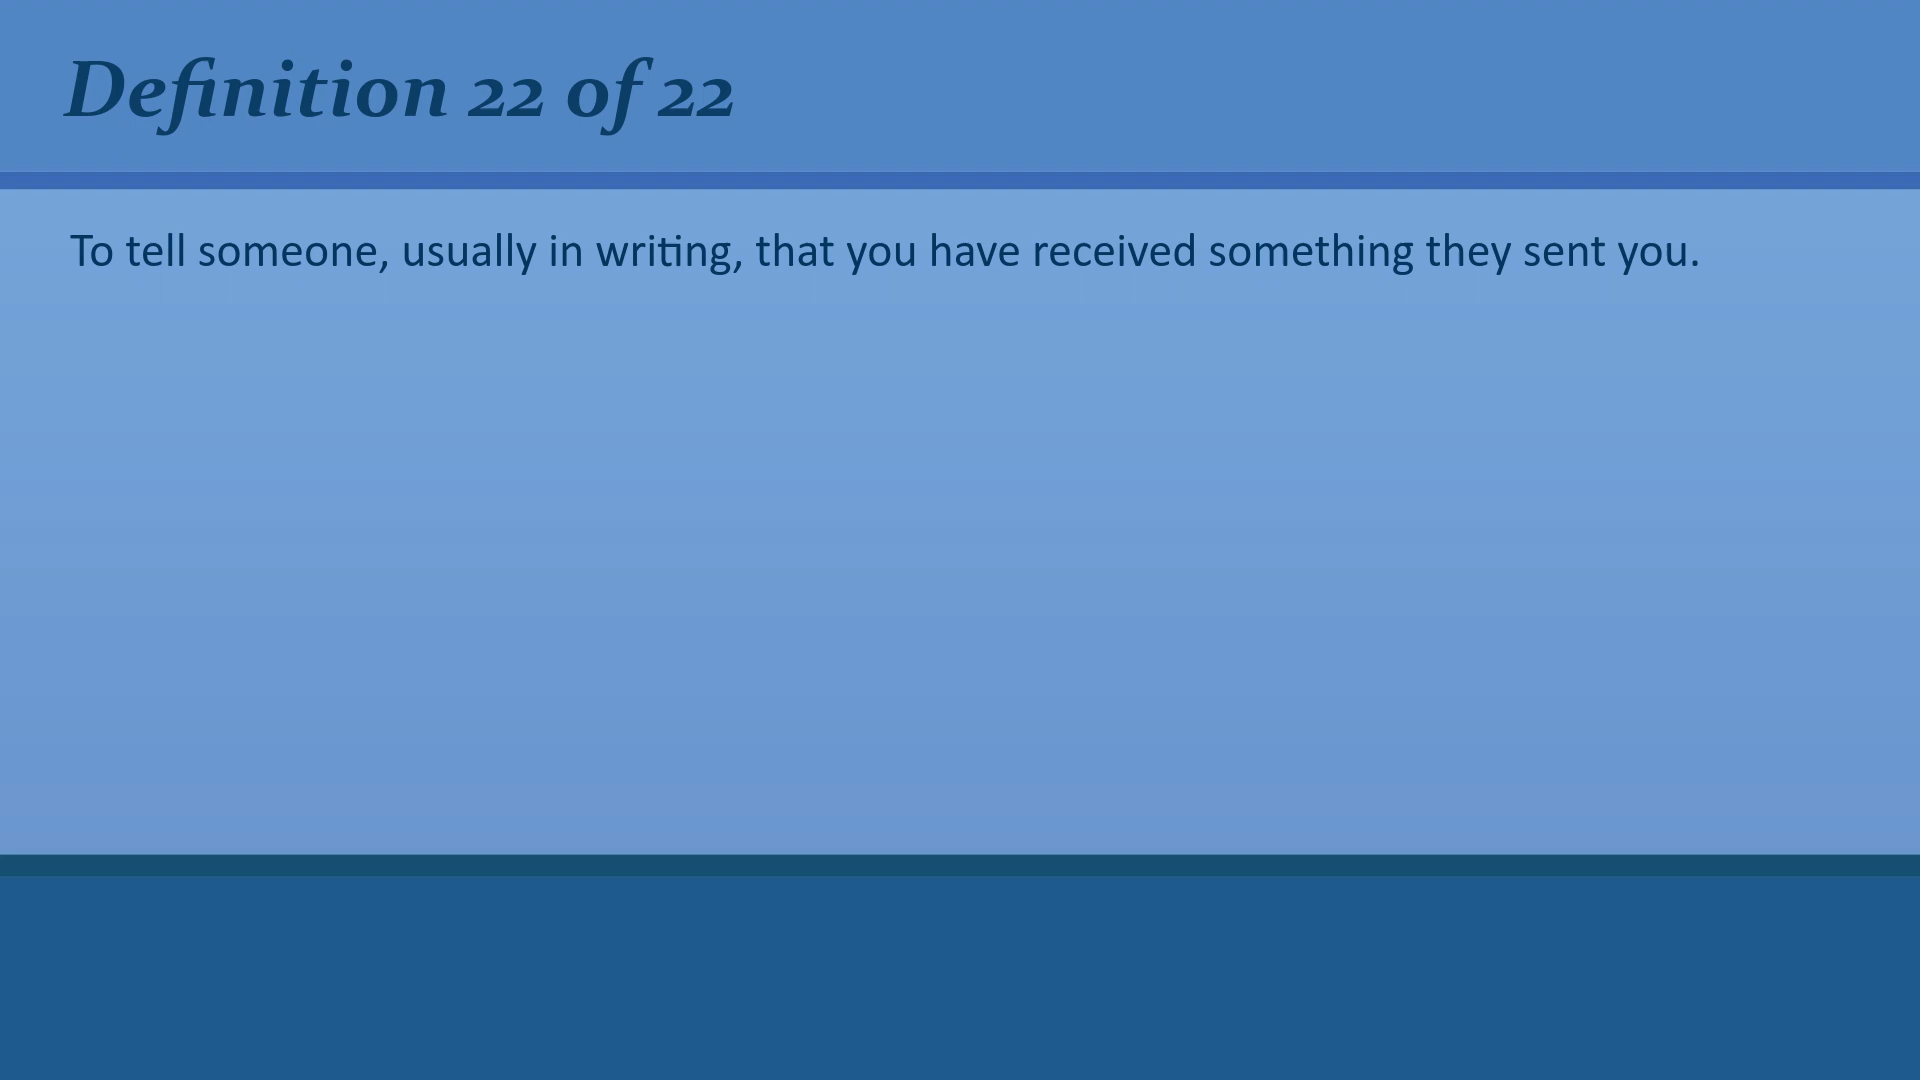 Definition 22 of 22
To tell someone, usually in writing, that you have received something they sent you.